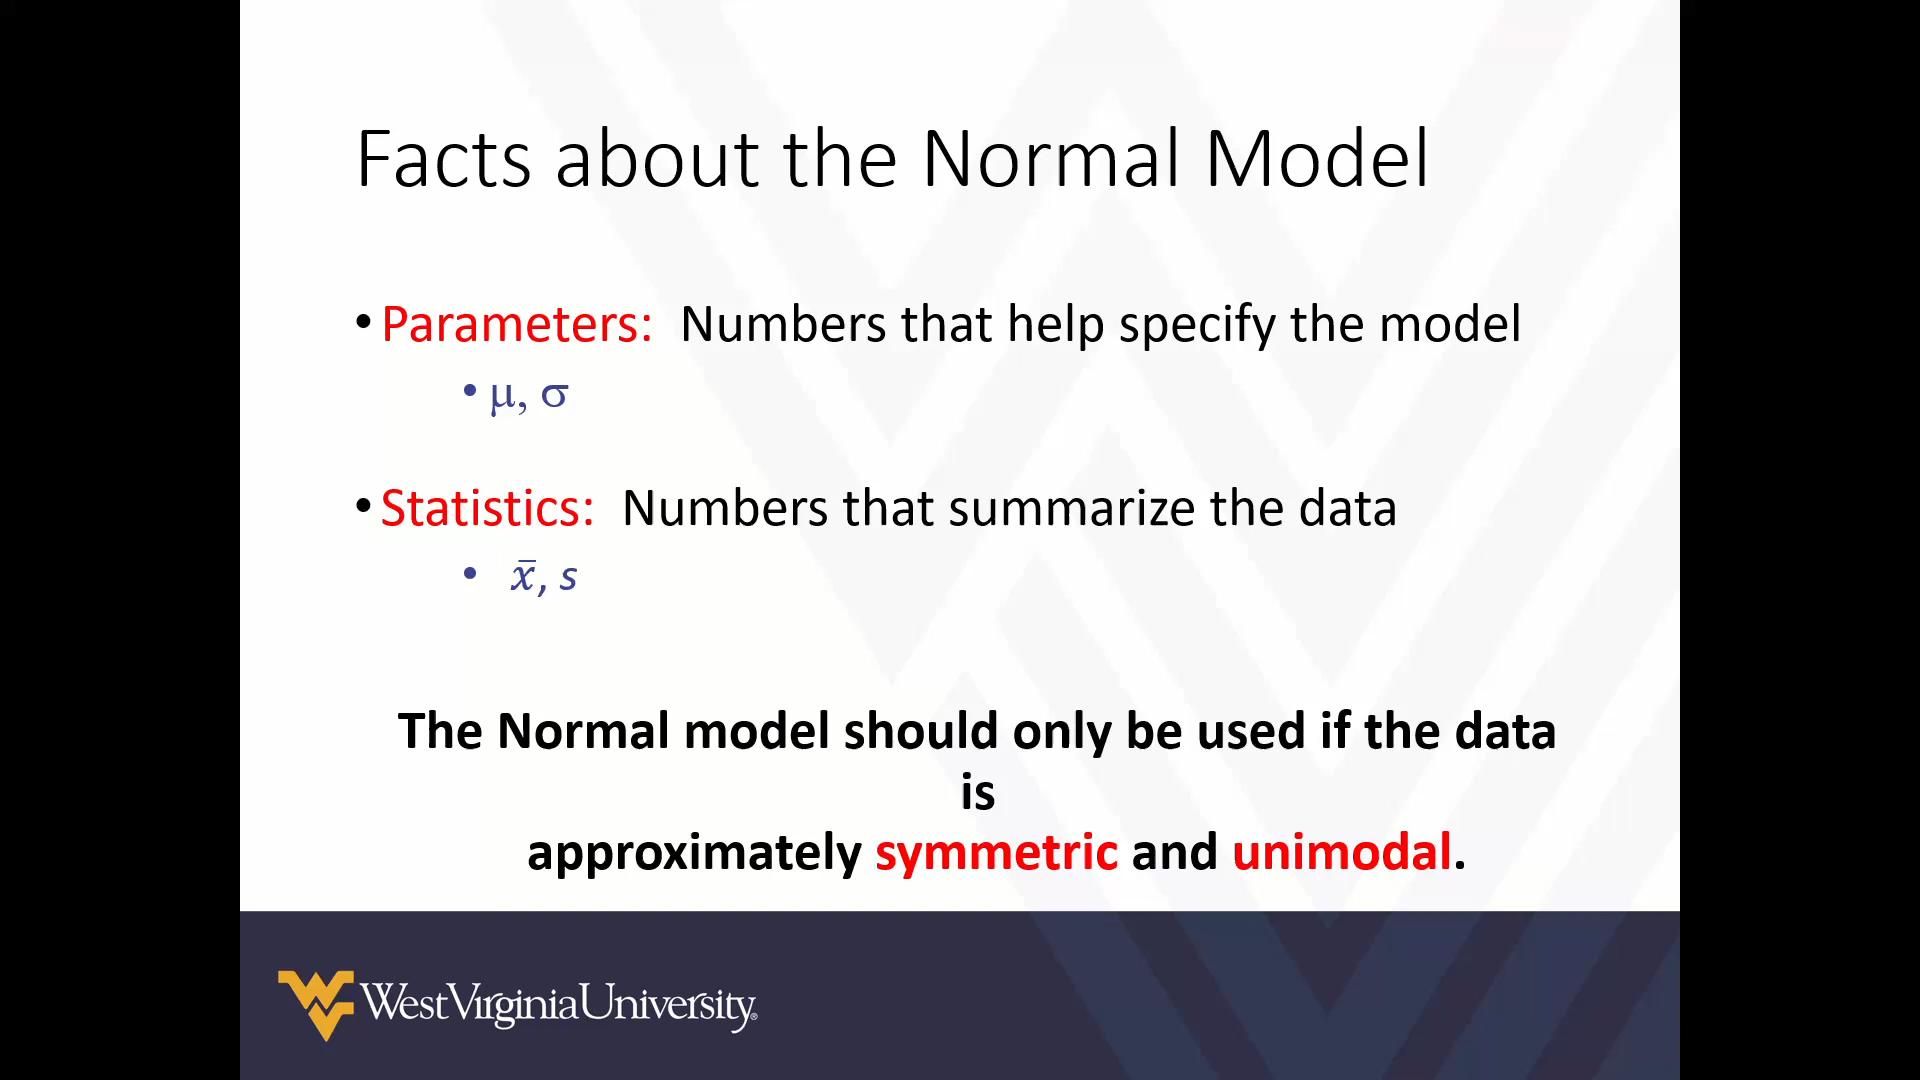 Facts about the Normal Model
• Parameters: Numbers that help specify the model
• μ, σ
• Statistics: Numbers that summarize the data
• x̄, s
The Normal model should only be used if the data
is
approximately symmetric and unimodal.
WestVirginiaUniversity®